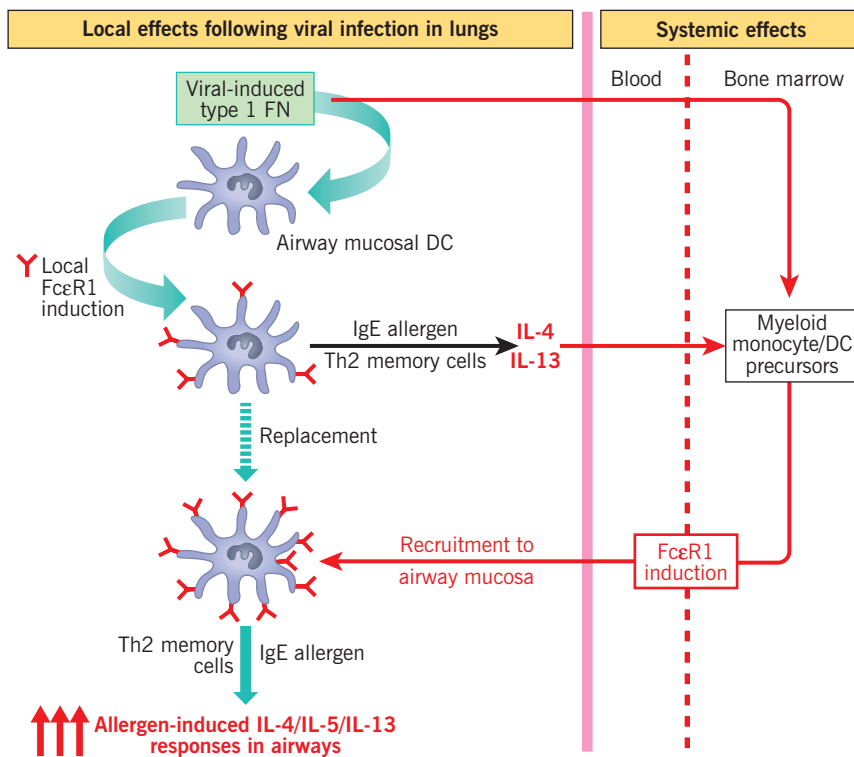 Local effects following viral infection in lungs
Systemic effects
Viral-induced
type 1 FN
Blood
Bone marrow
Airway mucosal DC
Local
FcεR1
induction
IgE allergen
Th2 memory cells
IL-4
IL-13
Myeloid
monocyte/DC
precursors
Replacement
Recruitment to
airway mucosa
FcεR1
induction
Th2 memory
cells
IgE allergen
Allergen-induced IL-4/IL-5/IL-13
responses in airways